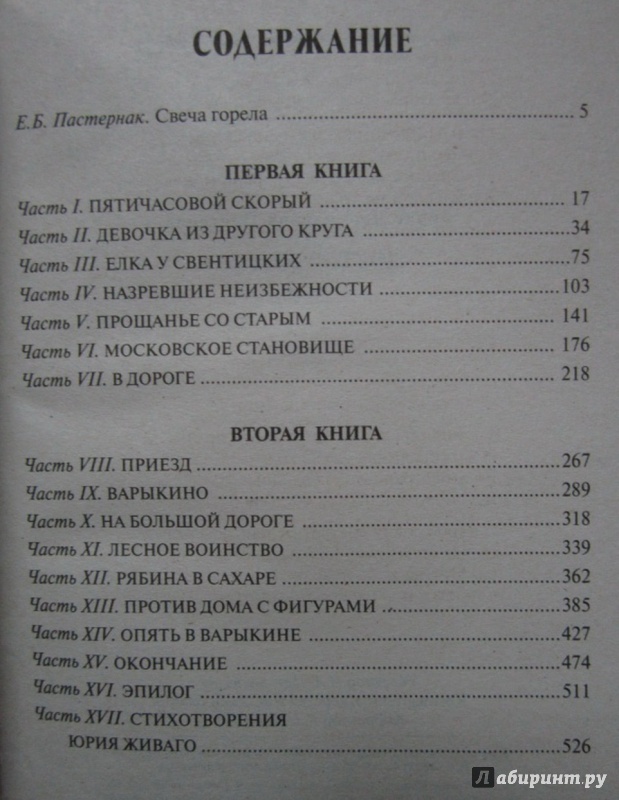 СОДЕРЖАНИЕ
Е.Б. Пастернак. Свеча горела 5
ПЕРВАЯ КНИГА
Часть I. ПЯТИЧАСОВОЙ СКОРЫЙ 17
Часть II. ДЕВОЧКА ИЗ ДРУГОГО КРУГА 34
Часть III. ЕЛКА У СВЕНТИЦКИХ 75
Часть IV. НАЗРЕВШИЕ НЕИЗБЕЖНОСТИ 103
Часть V. ПРОЩАНЬЕ СО СТАРЫМ 141
Часть VI. МОСКОВСКОЕ СТАНОВИЩЕ 176
Часть VII. В ДОРОГЕ 218
ВТОРАЯ КНИГА
Часть VIII. ПРИЕЗД 267
Часть IX. ВАРЫКИНО 289
Часть X. НА БОЛЬШОЙ ДОРОГЕ 318
Часть XI. ЛЕСНОЕ ВОИНСТВО 339
Часть XII. РЯБИНА В САХАРЕ 362
Часть XIII. ПРОТИВ ДОМА С ФИГУРАМИ 385
Часть XIV. ОПЯТЬ В ВАРЫКИНЕ 427
Часть XV. ОКОНЧАНИЕ 474
Часть XVI. ЭПИЛОГ 511
Часть XVII. СТИХОТВОРЕНИЯ
ЮРИЯ ЖИВАГО 526
Лабиринт.ру